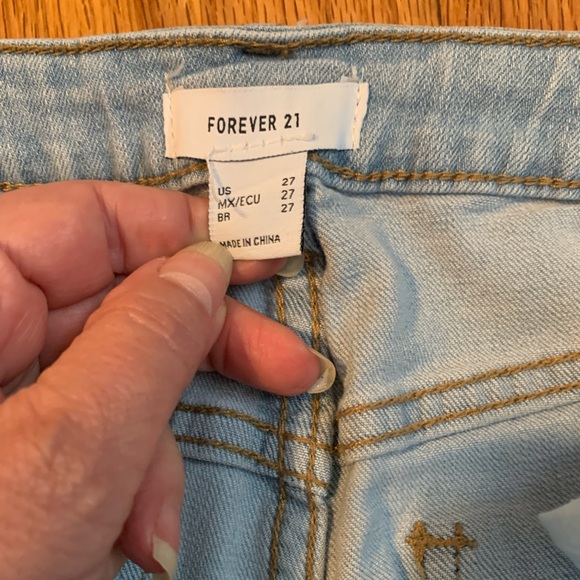 FOREVER 21
US 27
MX/ECU 27
BR 27
MADE IN CHINA